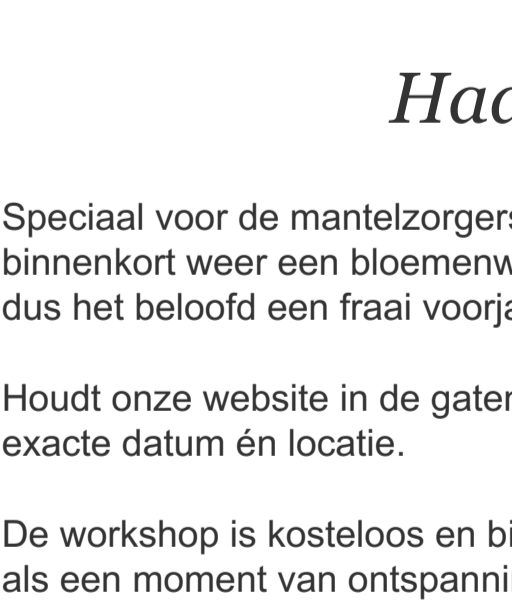 Haa
Speciaal voor de mantelzorgers
binnenkort weer een bloemenw
dus het beloofd een fraai voorja
Houdt onze website in de gaten
exacte datum én locatie.
De workshop is kosteloos en bi
als een moment van ontspanni